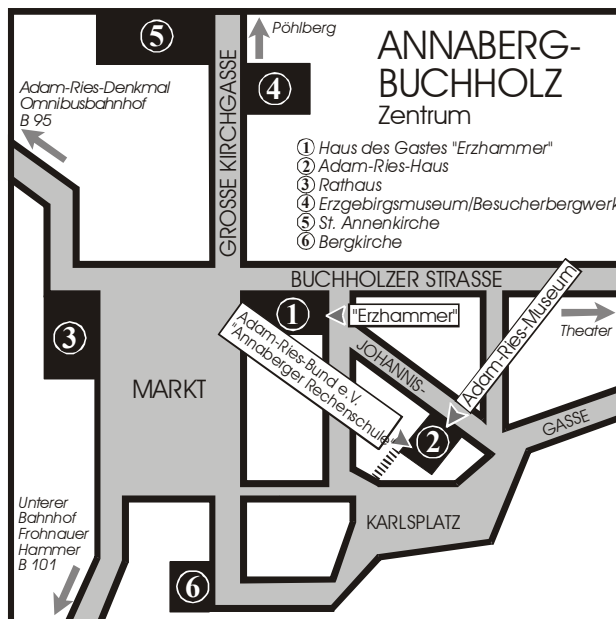 ANNABERG-
BUCHHOLZ
Zentrum
① Haus des Gastes "Erzhammer"
② Adam-Ries-Haus
③ Rathaus
④ Erzgebirgsmuseum/Besucherbergwerk
⑤ St. Annenkirche
⑥ Bergkirche
⑤
Pöhlberg
④
Adam-Ries-Denkmal
Omnibusbahnhof
B 95
GROSSE KIRCHGASSE
BUCHHOLZER STRASSE
①
"Erzhammer"
Adam-Ries-Museum
Theater
③
MARKT
Adam-Ries-Bund e.V.
"Annaberger Rechenschule"
JOHANNIS-
GASSE
②
KARLSPLATZ
Unterer
Bahnhof
Frohnauer
Hammer
B 101
⑥